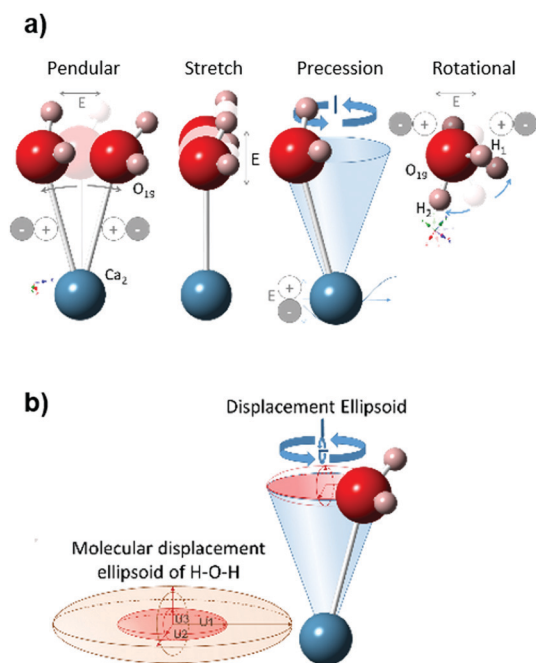 a)
Pendular Stretch Precession Rotational
E
E
E
- +
+ -
O19
Ca2
E
+
-
- +
+ -
H1
O19
H2
b)
Displacement Ellipsoid
Molecular displacement
ellipsoid of H-O-H
U3
U1
U2